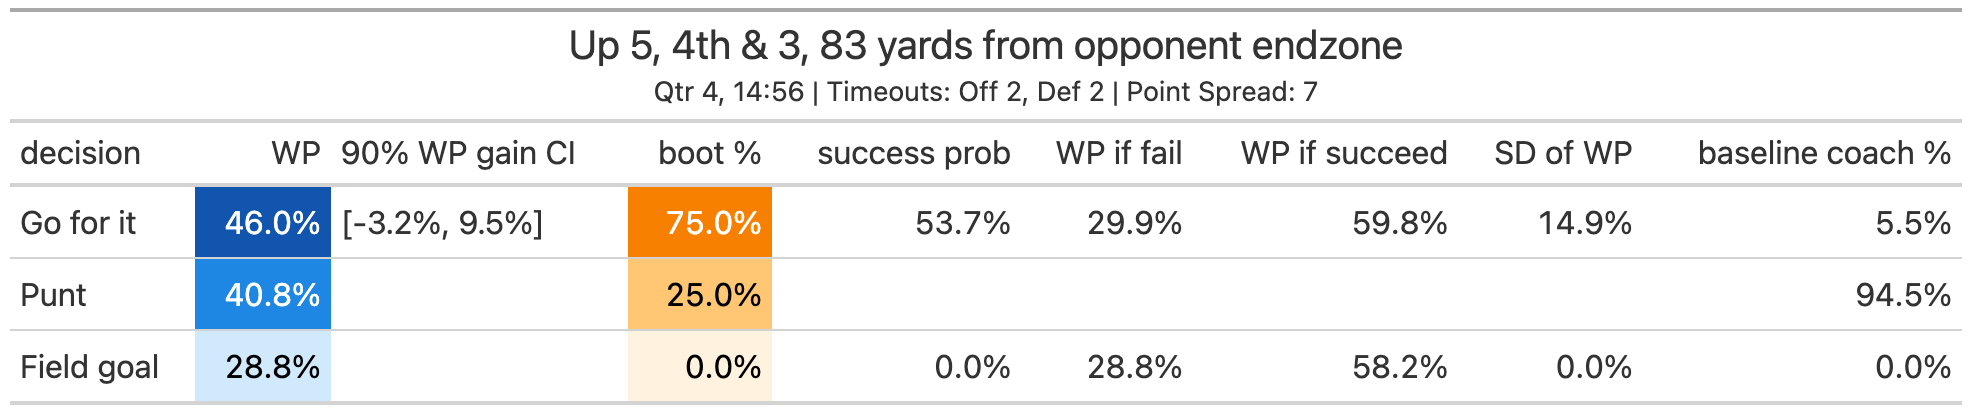 Up 5, 4th & 3, 83 yards from opponent endzone
Qtr 4, 14:56 | Timeouts: Off 2, Def 2 | Point Spread: 7
decision WP 90% WP gain CI boot % success prob WP if fail WP if succeed SD of WP baseline coach %
Go for it 46.0% [-3.2%, 9.5%] 75.0% 53.7% 29.9% 59.8% 14.9% 5.5%
Punt 40.8% 25.0% 94.5%
Field goal 28.8% 0.0% 0.0% 28.8% 58.2% 0.0% 0.0%